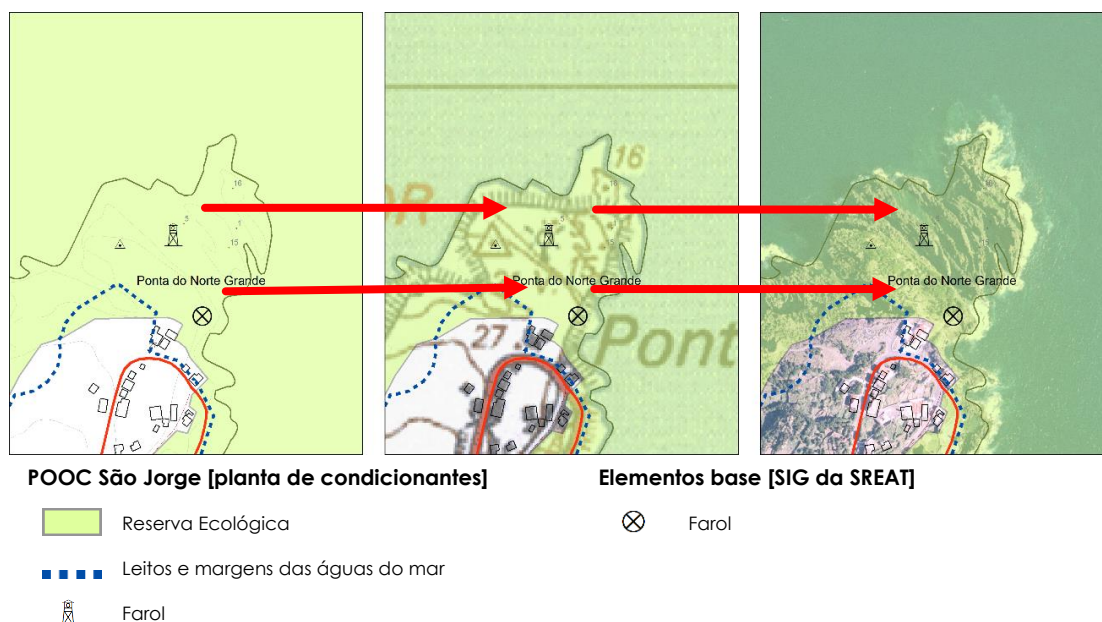 16
5
1
15
Ponta do Norte Grande
16
5
15
27
Ponta do Norte Grande
Pont
Ponta do Norte Grande
POOC São Jorge [planta de condicionantes]
Elementos base [SIG da SREAT]
Reserva Ecológica
Farol
Leitos e margens das águas do mar
Farol